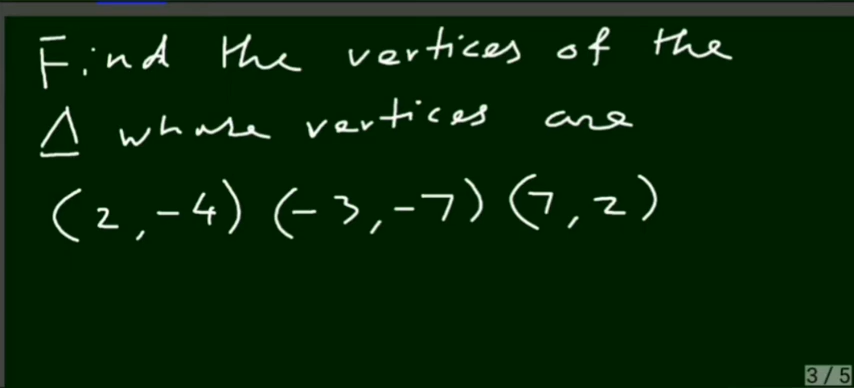 Find the vertices of the
Δ whose vertices are
(2,-4) (-3,-7) (7,2)
3/5